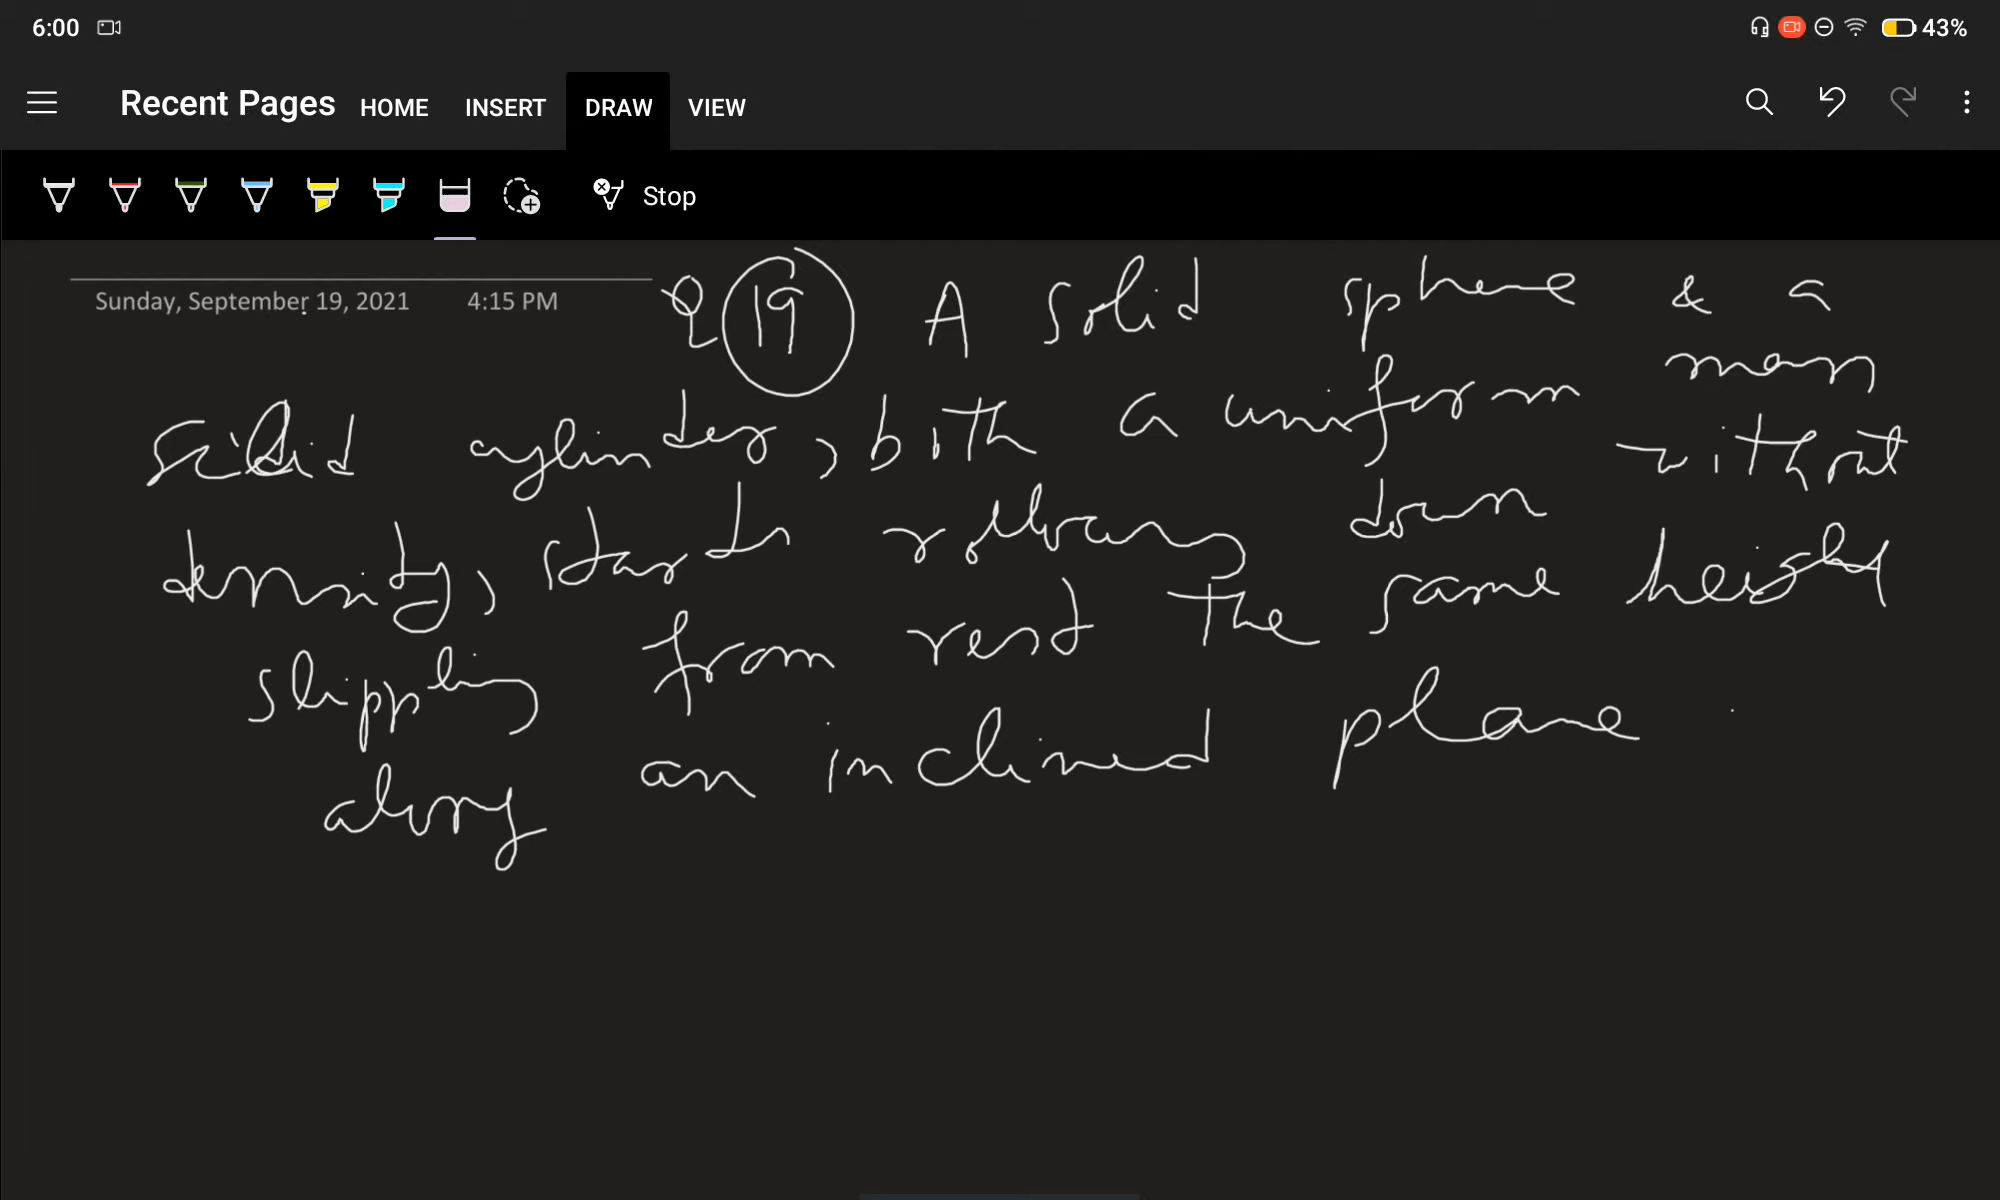 6:00 43%
Recent Pages HOME INSERT DRAW VIEW
Stop
Sunday, September 19, 2021 4:15 PM
Q 19 A solid sphere & a
solid cylinder, both a uniform mass
density, starts rolling down without
slipping from rest the same height
along an inclined plane.